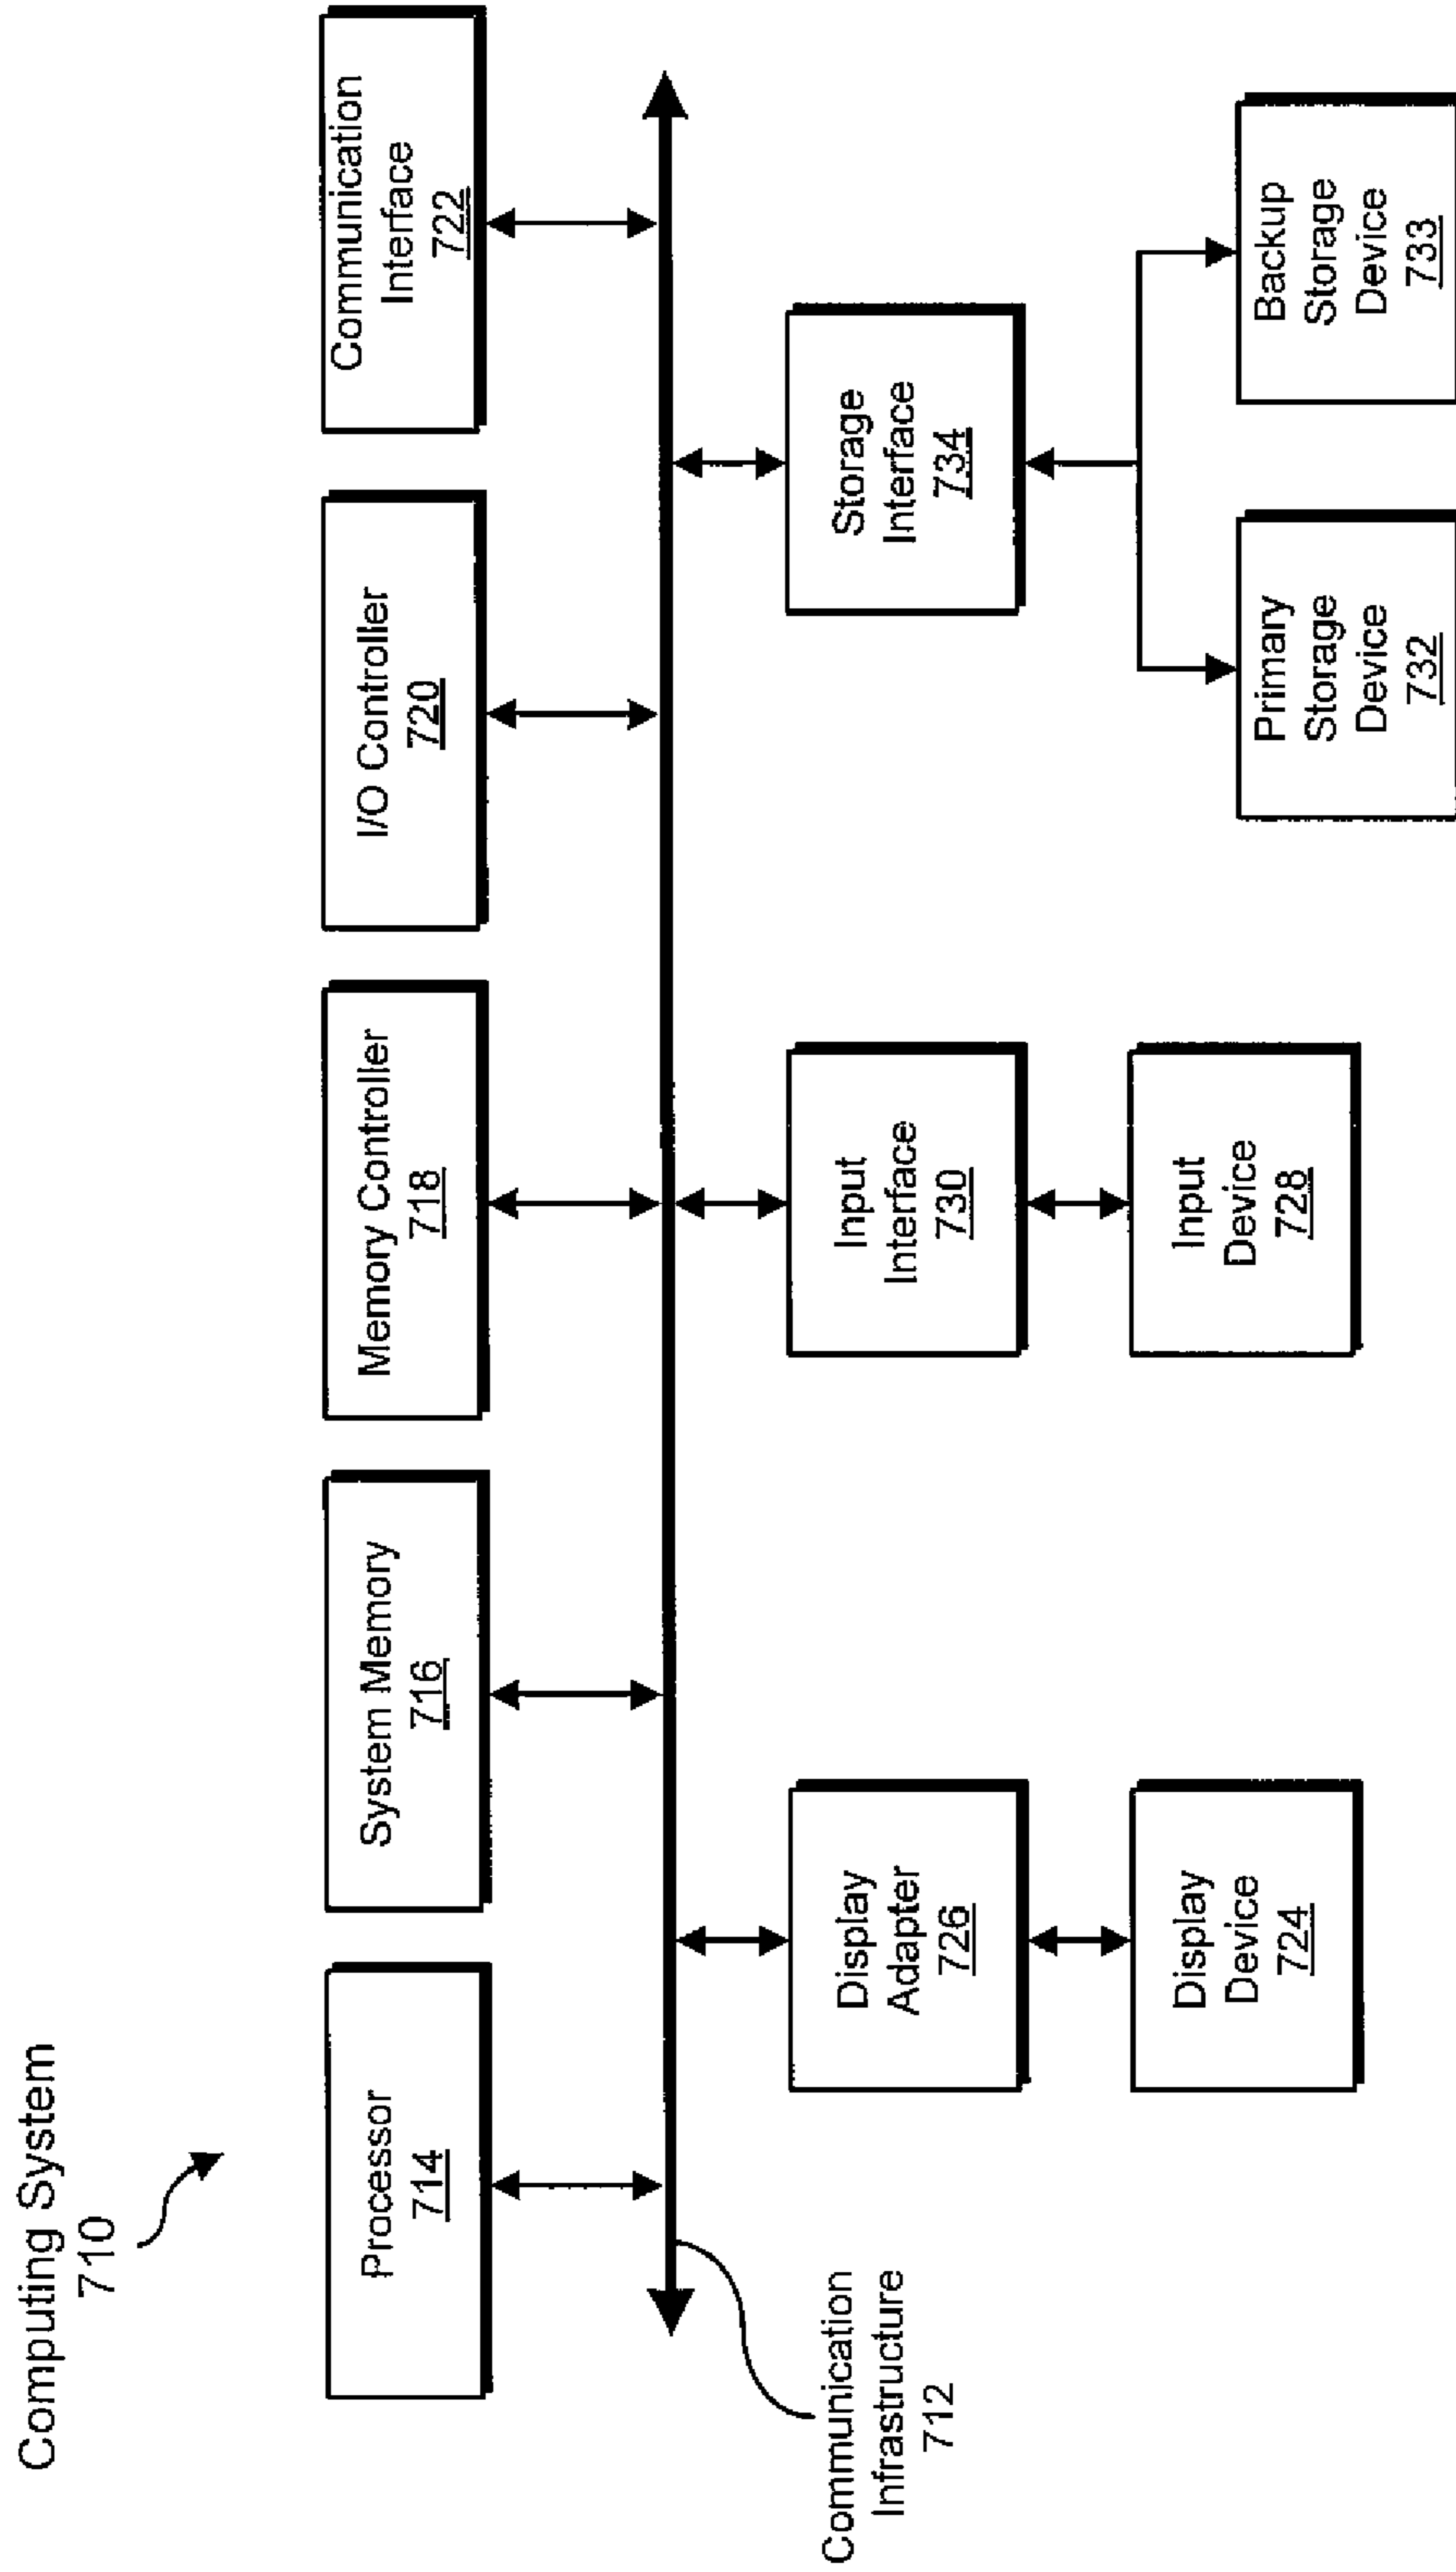 Computing System
710
Processor
714
System Memory
716
Memory Controller
718
I/O Controller
720
Communication
Interface
722
Communication
Infrastructure
712
Display
Adapter
726
Input
Interface
730
Storage
Interface
734
Display
Device
724
Input
Device
728
Primary
Storage
Device
732
Backup
Storage
Device
733